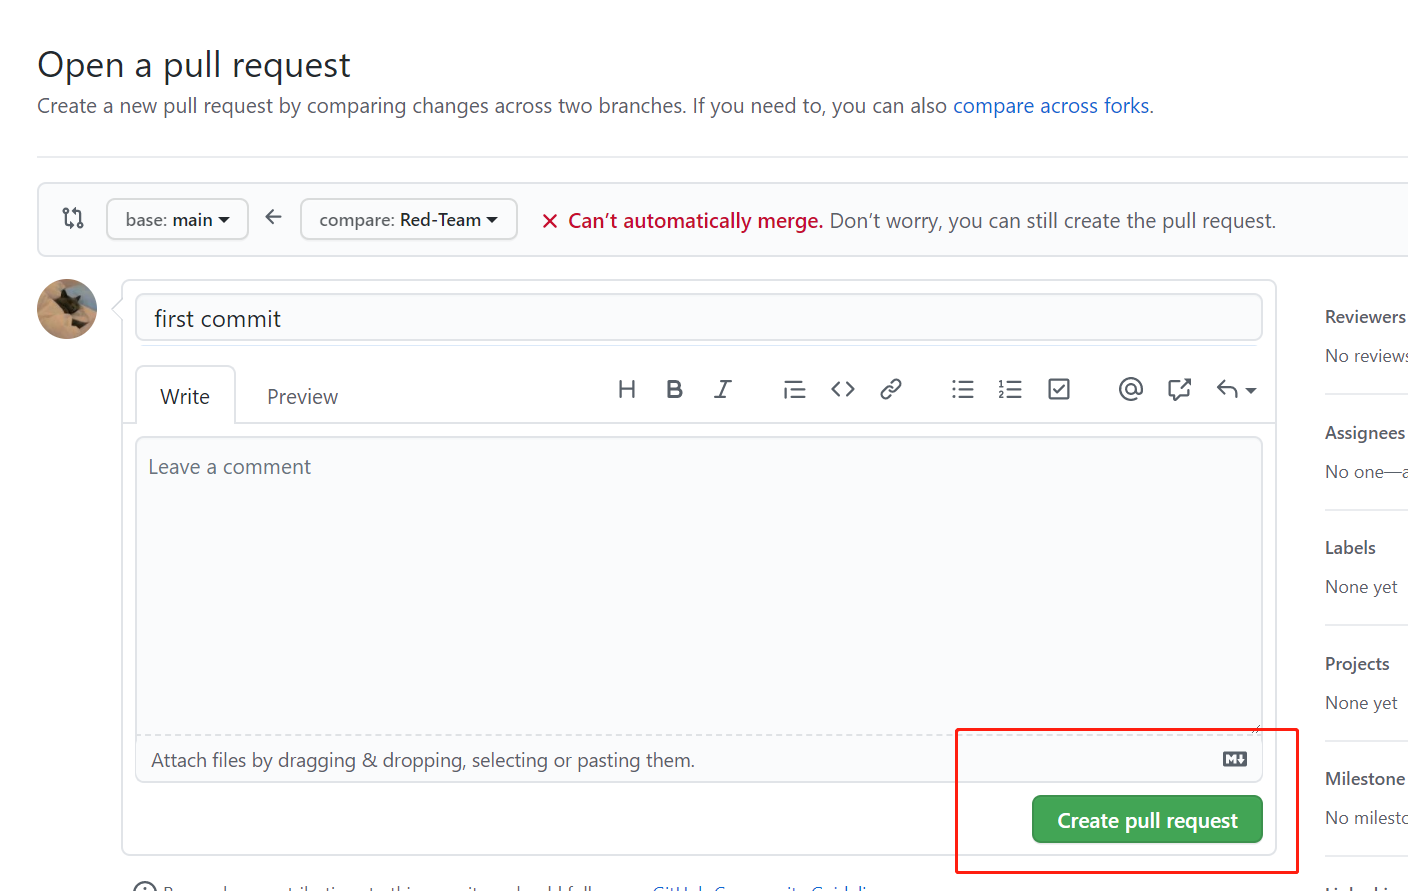 Open a pull request
Create a new pull request by comparing changes across two branches. If you need to, you can also compare across forks.
base: main
compare: Red-Team
Can’t automatically merge. Don’t worry, you can still create the pull request.
first commit
Write
Preview
Leave a comment
Attach files by dragging & dropping, selecting or pasting them.
Create pull request
Reviewers
No reviews
Assignees
No one—a
Labels
None yet
Projects
None yet
Milestone
No milesto